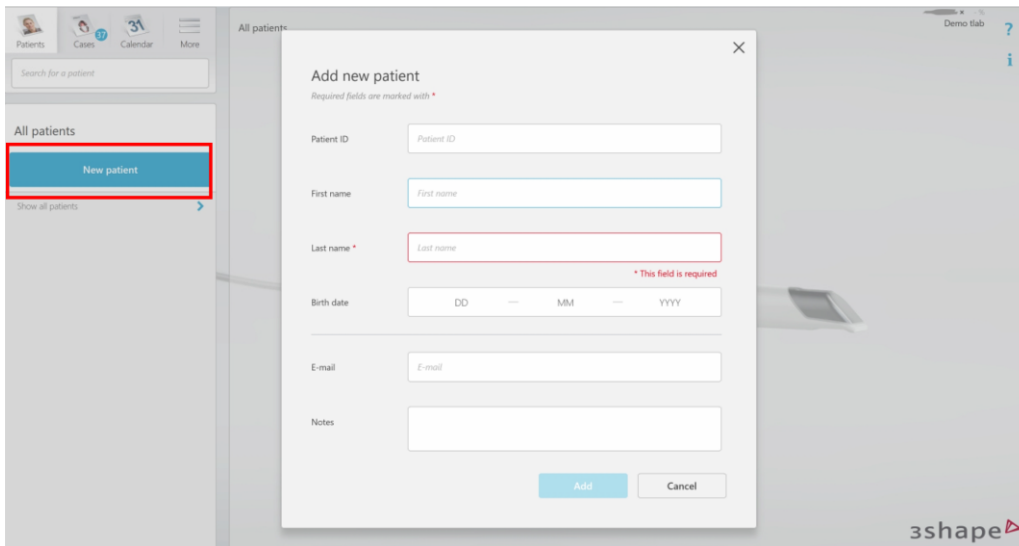 Patients
Cases
37
31
Calendar
More
Search for a patient
All patients
New patient
Show all patients
All patients
Demo tlab
?
i
Add new patient
Required fields are marked with *
Patient ID
Patient ID
First name
First name
Last name *
Last name
* This field is required
Birth date
DD — MM — YYYY
E-mail
E-mail
Notes
Add
Cancel
3shape